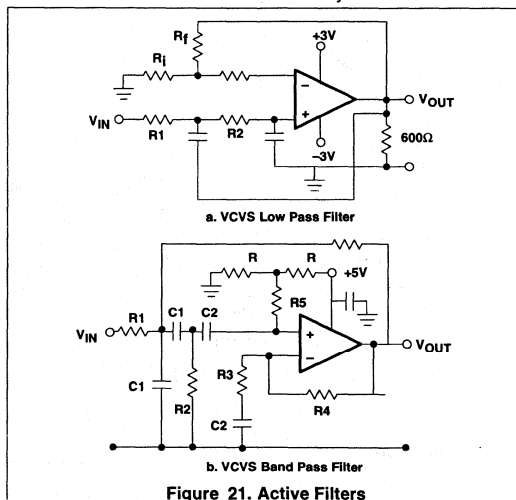 Rf
+3V
Ri
−
VOUT
VIN
R1
R2
+
600Ω
−3V
a. VCVS Low Pass Filter
R
R
+5V
R5
VIN
R1
C1
C2
+
−
VOUT
R3
C1
R2
R4
C2
b. VCVS Band Pass Filter
Figure 21. Active Filters